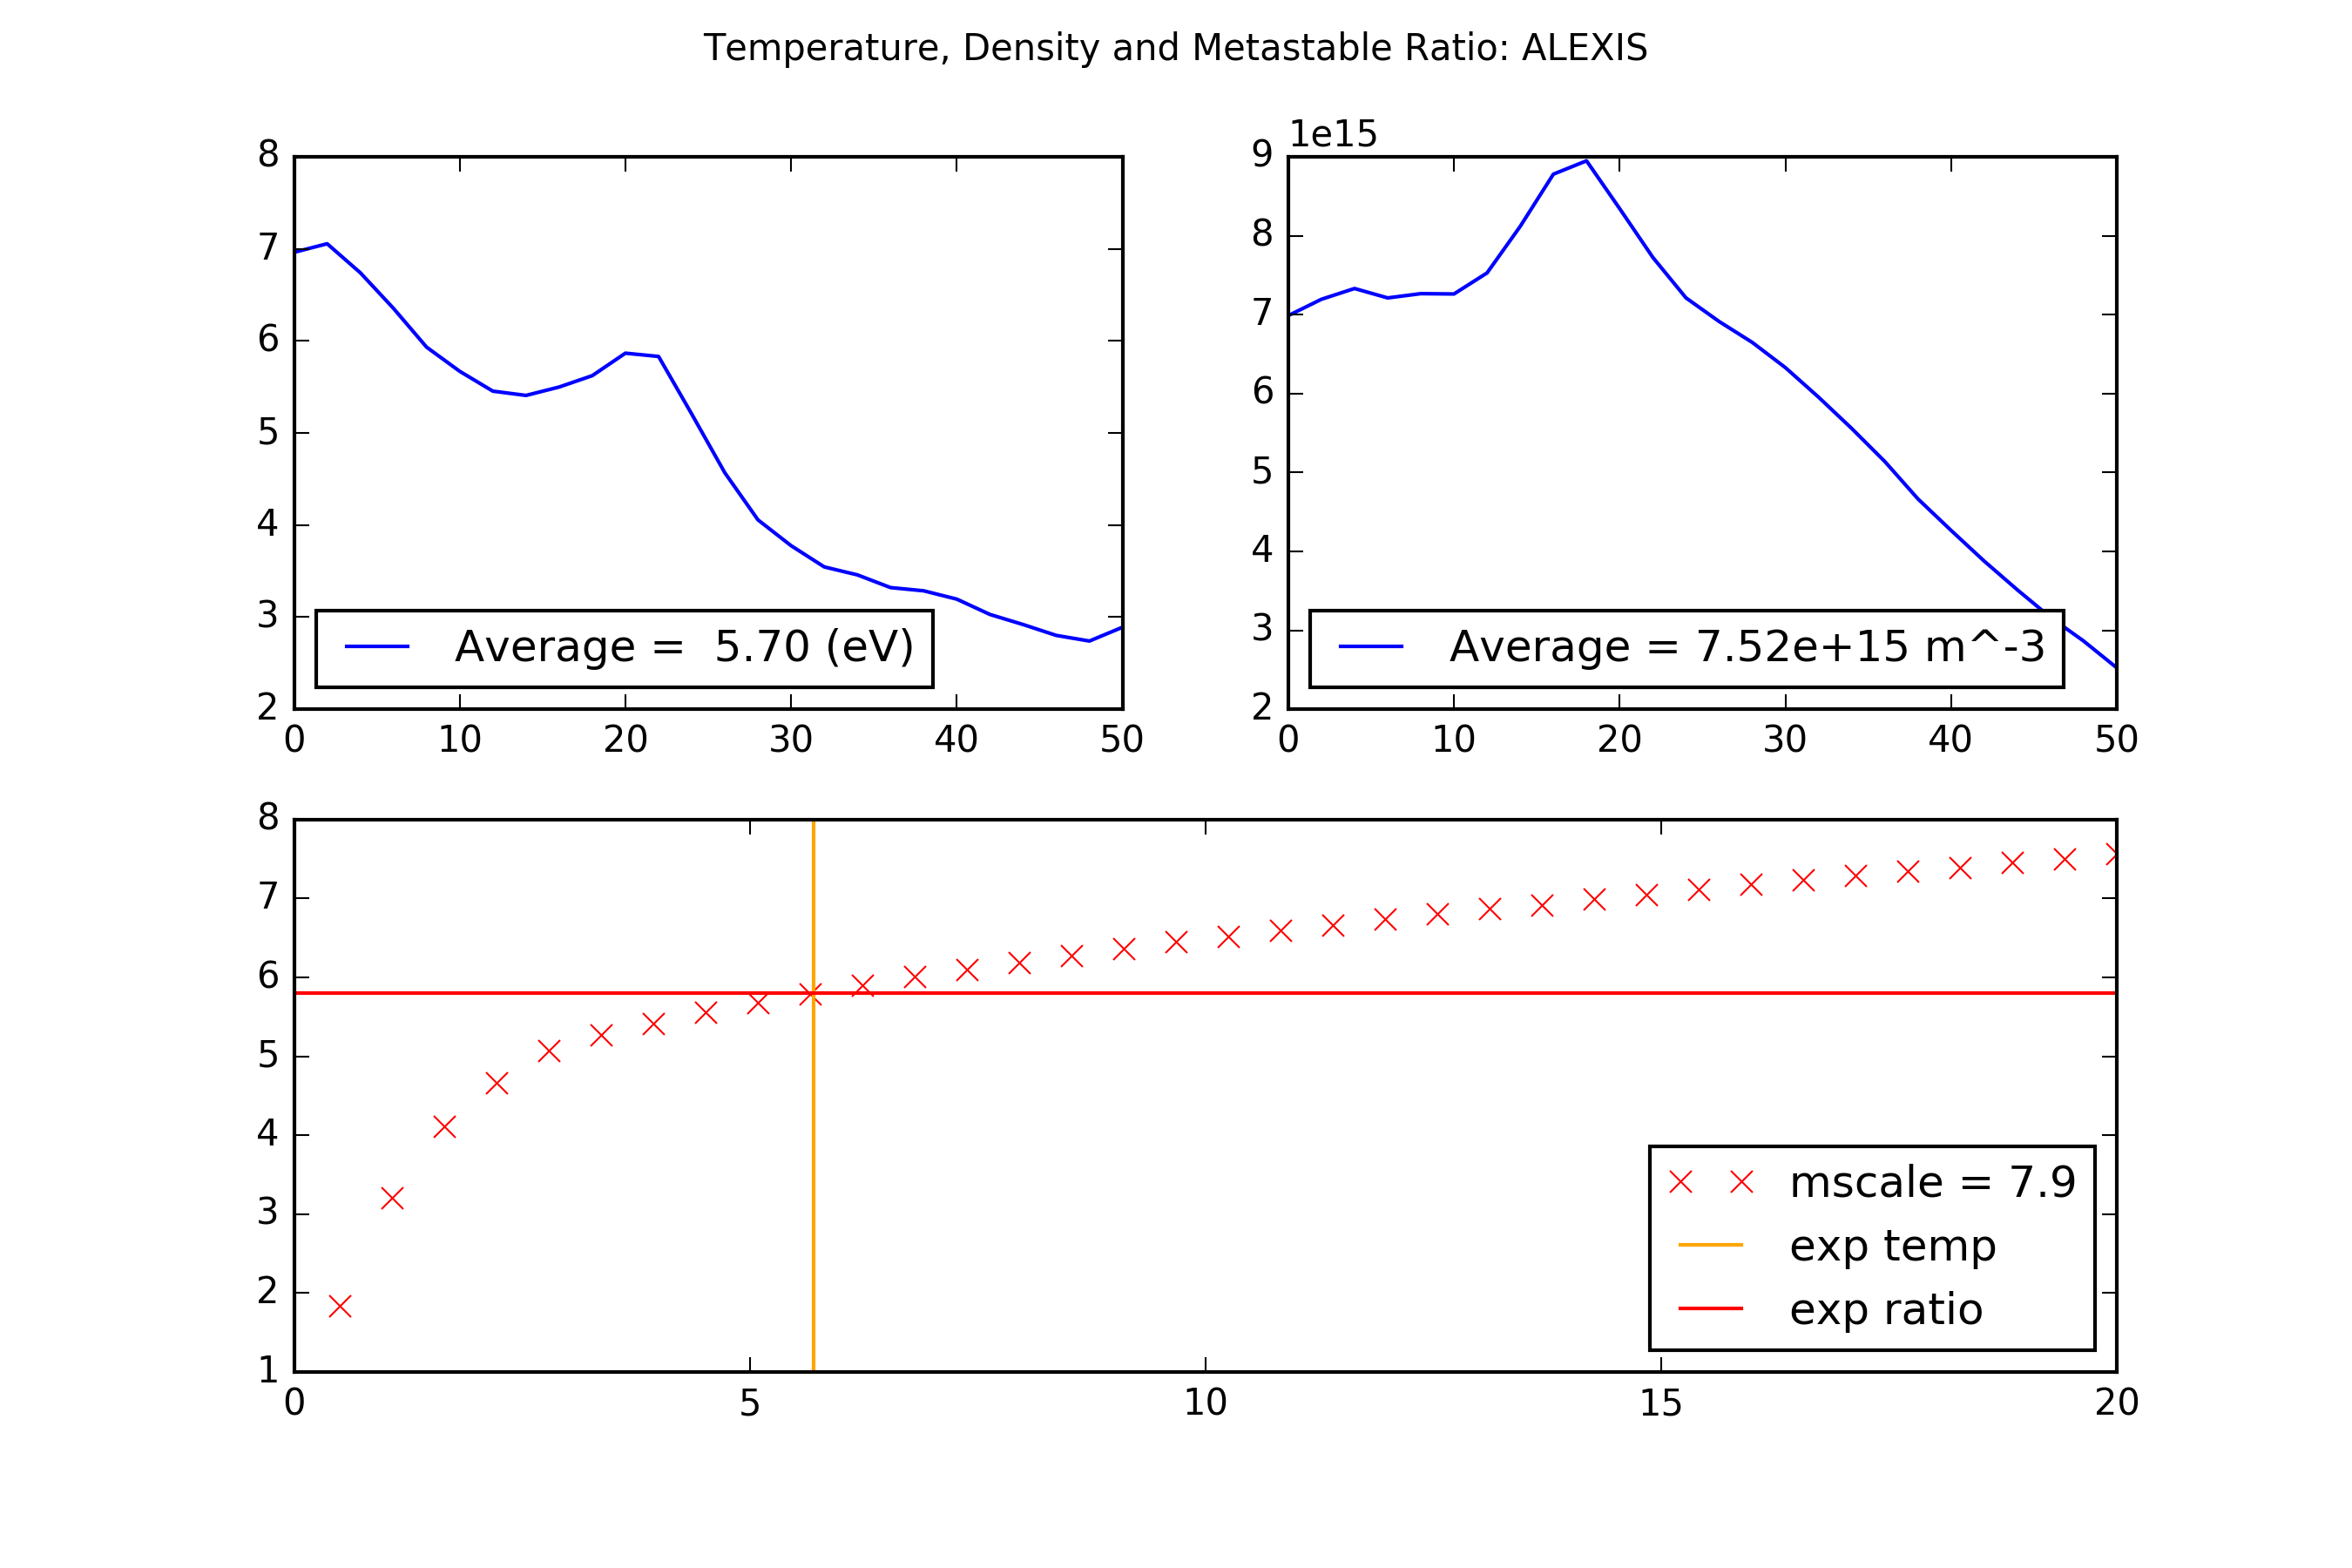 Temperature, Density and Metastable Ratio: ALEXIS
8
7
6
5
4
3
2
0 10 20 30 40 50
Average =  5.70 (eV)
1e15
9
8
7
6
5
4
3
2
0 10 20 30 40 50
Average = 7.52e+15 m^-3
8
7
6
5
4
3
2
1
0 5 10 15 20
mscale = 7.9
exp temp
exp ratio